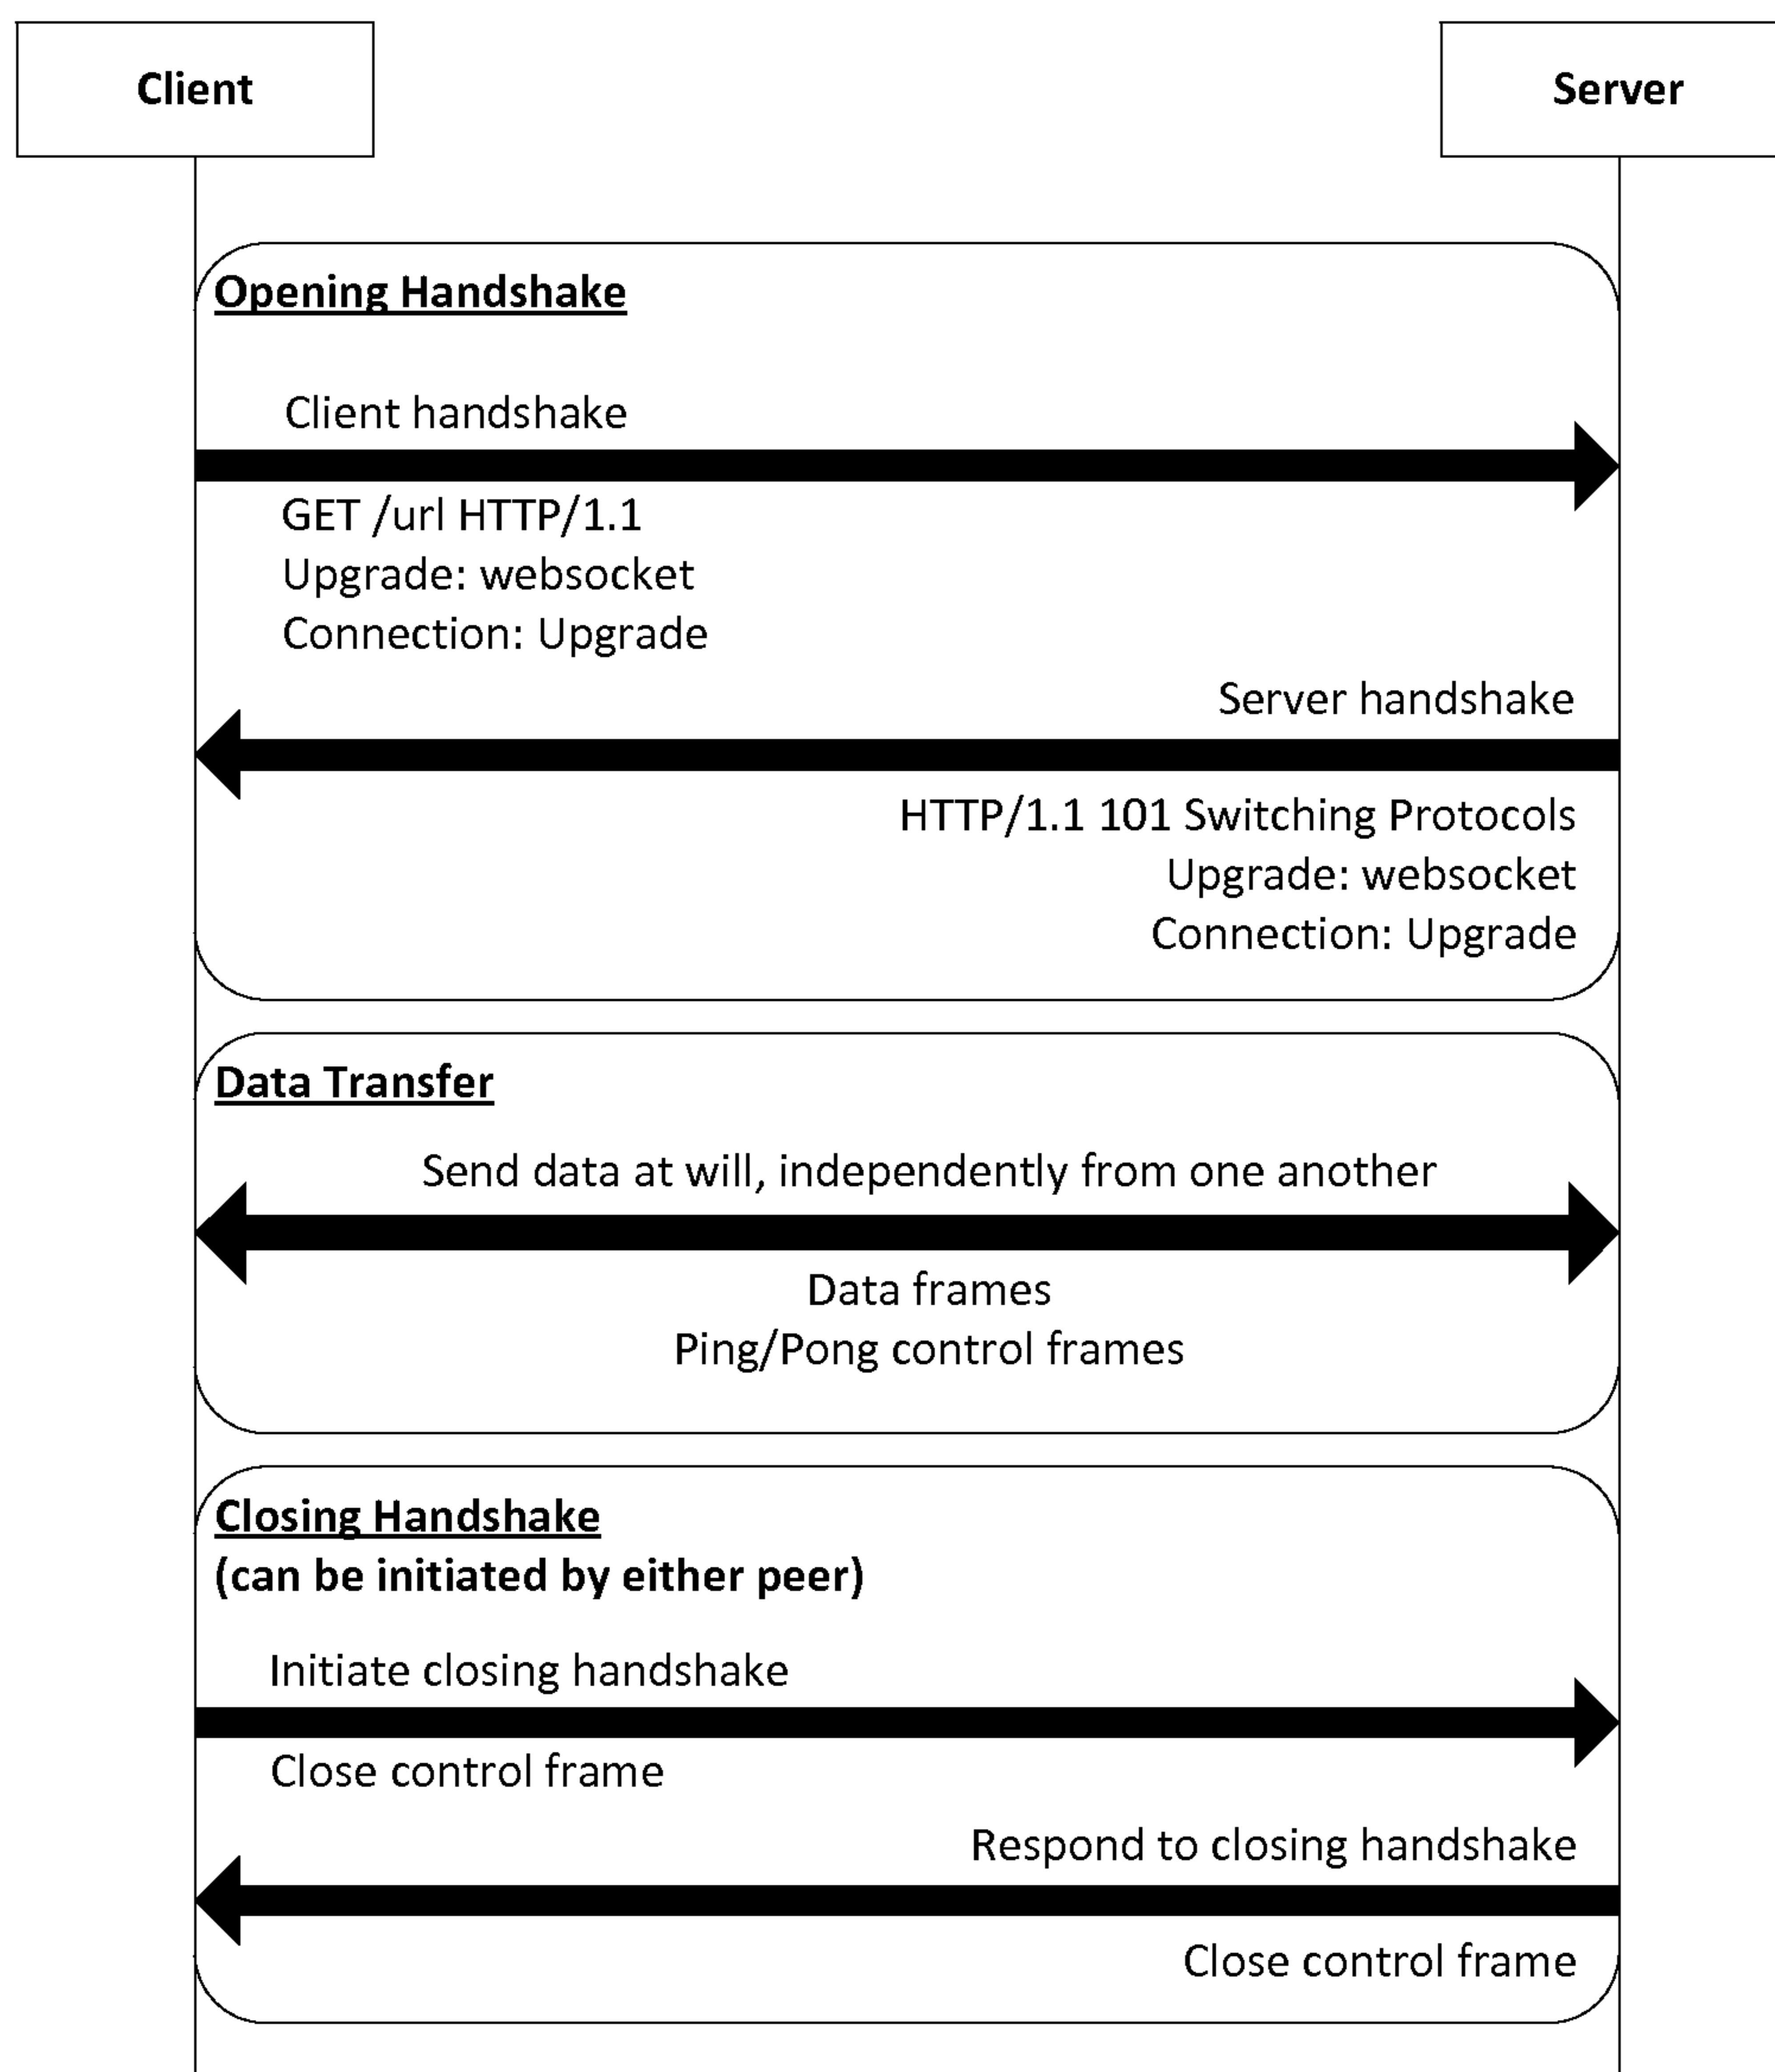 Client
Server
Opening Handshake
Client handshake
GET /url HTTP/1.1
Upgrade: websocket
Connection: Upgrade
Server handshake
HTTP/1.1 101 Switching Protocols
Upgrade: websocket
Connection: Upgrade
Data Transfer
Send data at will, independently from one another
Data frames
Ping/Pong control frames
Closing Handshake
(can be initiated by either peer)
Initiate closing handshake
Close control frame
Respond to closing handshake
Close control frame